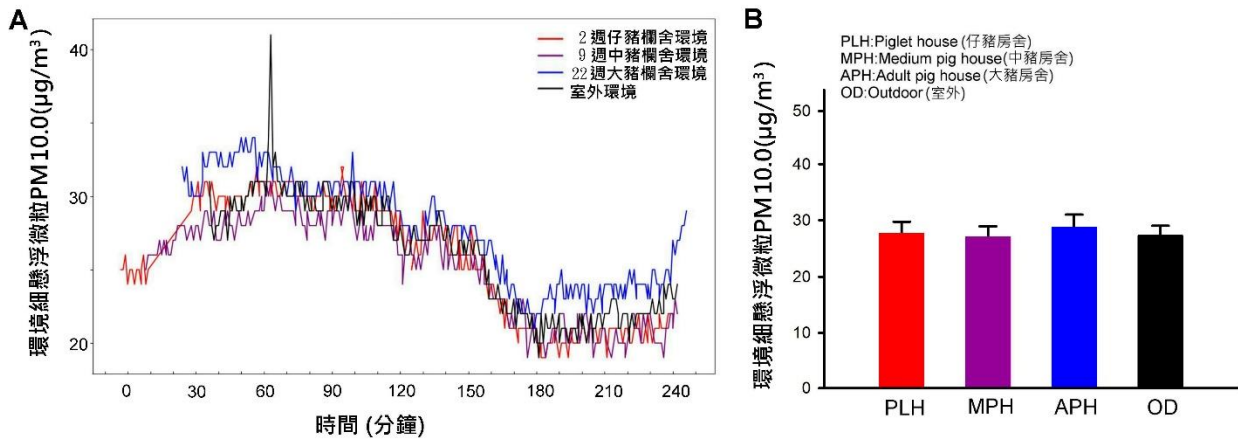 A
環境細懸浮微粒PM10.0(μg/m³)
40
30
20
2週仔豬欄舍環境
9週中豬欄舍環境
22週大豬欄舍環境
室外環境
0 30 60 90 120 150 180 210 240
時間 (分鐘)
B
PLH:Piglet house (仔豬房舍)
MPH:Medium pig house (中豬房舍)
APH:Adult pig house (大豬房舍)
OD:Outdoor (室外)
環境細懸浮微粒PM10.0(μg/m³)
50
40
30
20
10
0
PLH MPH APH OD